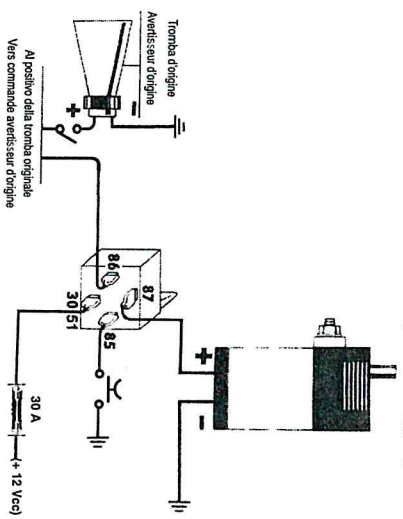 Tromba d'origine
Avertisseur d'origine
+
-
Al positivo della tromba originale
Vers commande avertisseur d'origine
86
87
30/51
85
+
-
30 A
(+ 12 Vcc)